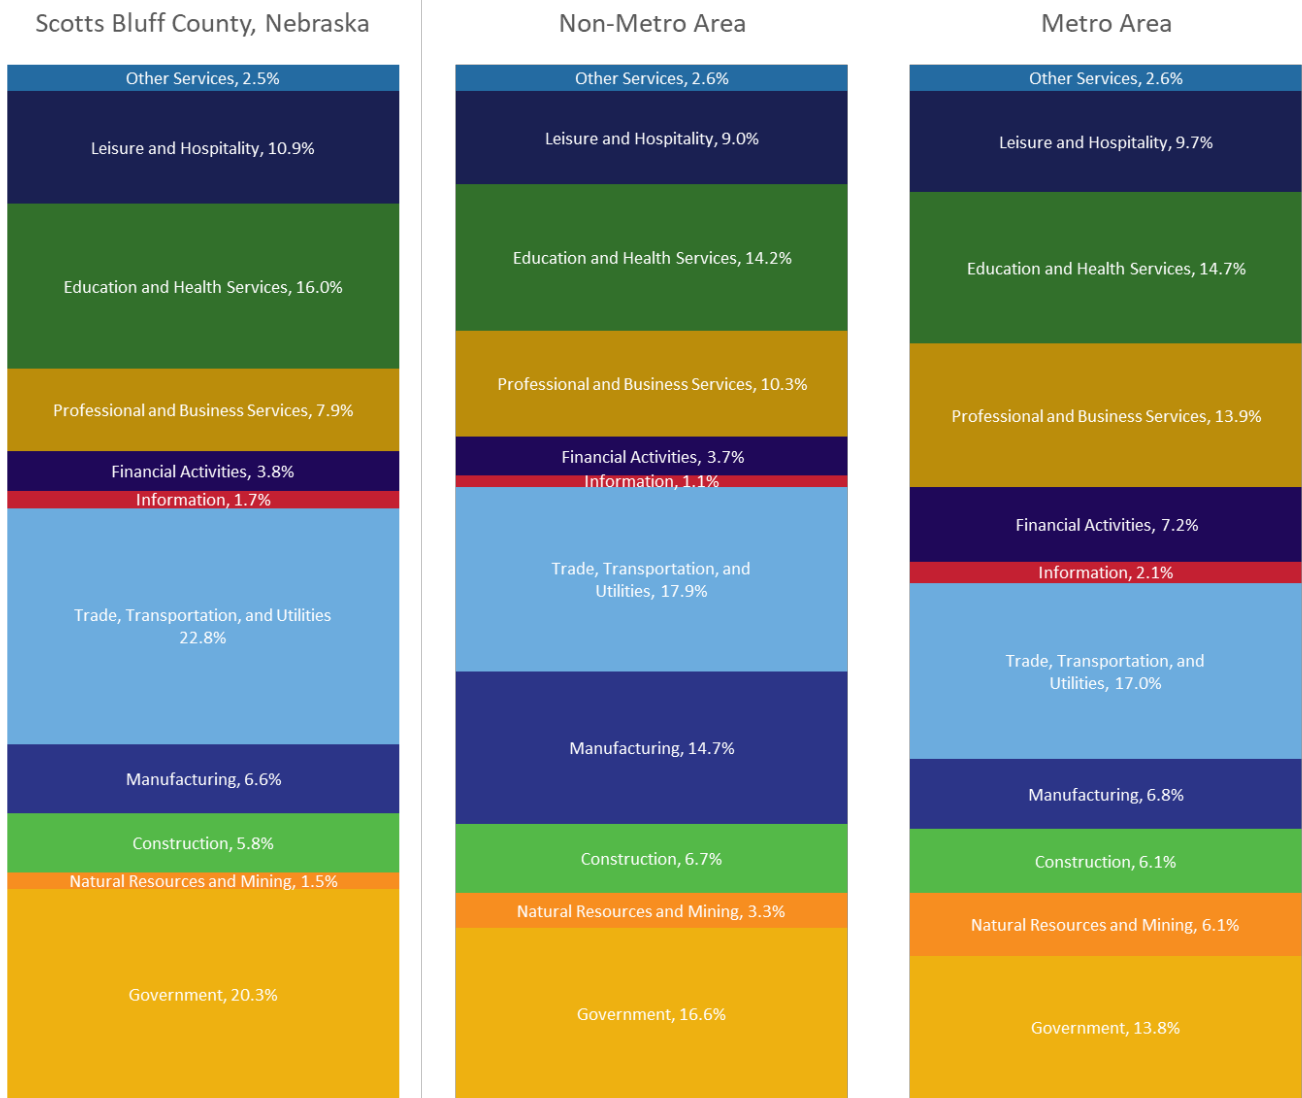 Scotts Bluff County, Nebraska
Other Services, 2.5%
Leisure and Hospitality, 10.9%
Education and Health Services, 16.0%
Professional and Business Services, 7.9%
Financial Activities, 3.8%
Information, 1.7%
Trade, Transportation, and Utilities
22.8%
Manufacturing, 6.6%
Construction, 5.8%
Natural Resources and Mining, 1.5%
Government, 20.3%
Non-Metro Area
Other Services, 2.6%
Leisure and Hospitality, 9.0%
Education and Health Services, 14.2%
Professional and Business Services, 10.3%
Financial Activities, 3.7%
Information, 1.1%
Trade, Transportation, and
Utilities, 17.9%
Manufacturing, 14.7%
Construction, 6.7%
Natural Resources and Mining, 3.3%
Government, 16.6%
Metro Area
Other Services, 2.6%
Leisure and Hospitality, 9.7%
Education and Health Services, 14.7%
Professional and Business Services, 13.9%
Financial Activities, 7.2%
Information, 2.1%
Trade, Transportation, and
Utilities, 17.0%
Manufacturing, 6.8%
Construction, 6.1%
Natural Resources and Mining, 6.1%
Government, 13.8%